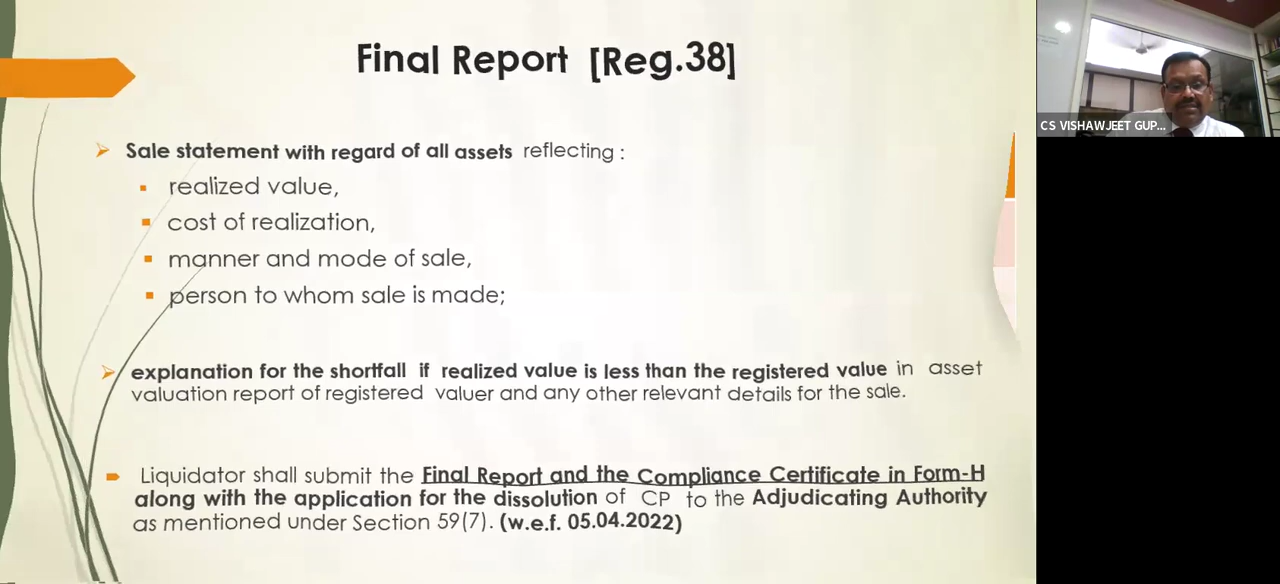 Final Report [Reg.38]
Sale statement with regard of all assets reflecting :
realized value,
cost of realization,
manner and mode of sale,
person to whom sale is made;
explanation for the shortfall if realized value is less than the registered value in asset
valuation report of registered valuer and any other relevant details for the sale.
Liquidator shall submit the Final Report and the Compliance Certificate in Form-H
along with the application for the dissolution of CP to the Adjudicating Authority
as mentioned under Section 59(7). (w.e.f. 05.04.2022)
CS VISHAWJEET GUP...